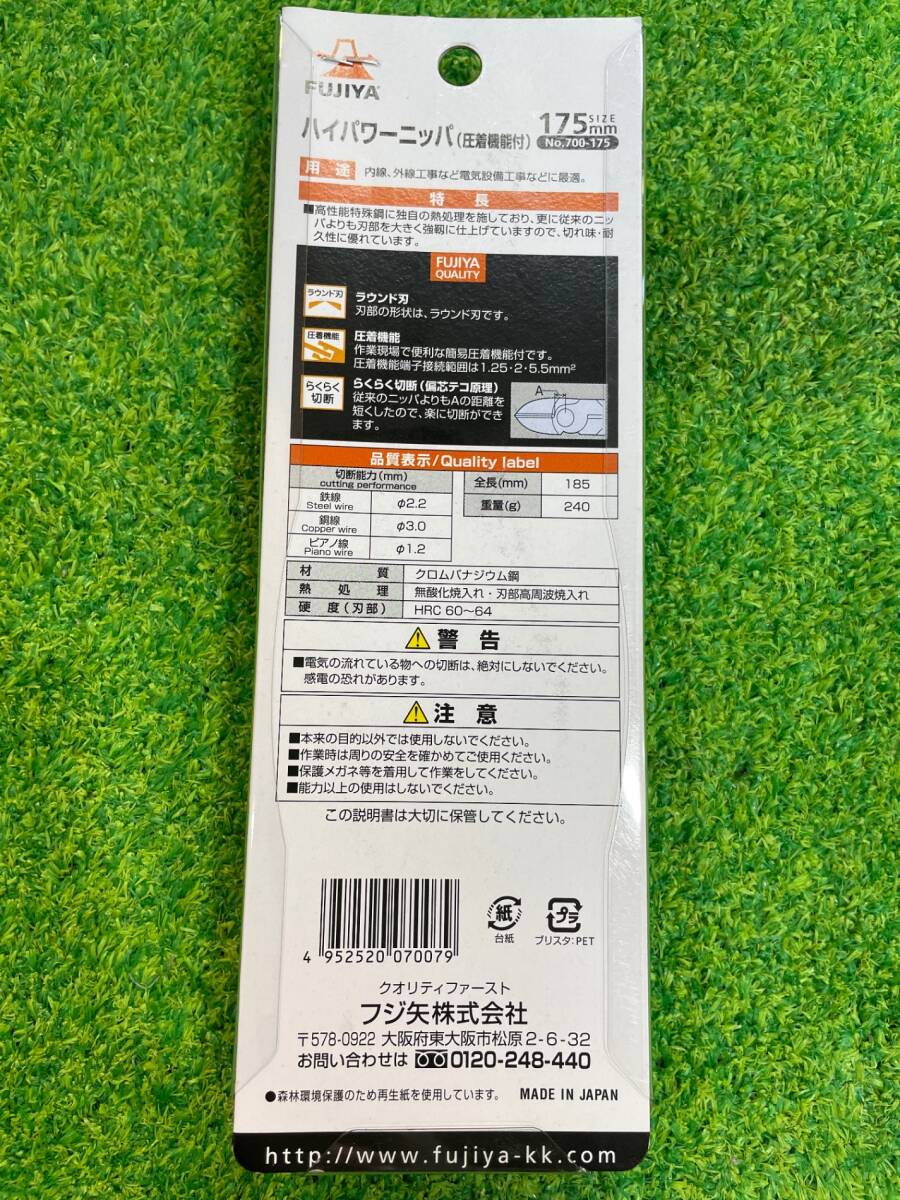 FUJIYA
ハイパワーニッパ(圧着機能付) 175mm SIZE
No.700-175
用途 内線、外線工事など電気設備工事などに最適。
特長
■高性能特殊鋼に独自の熱処理を施しており、更に従来のニッ
パよりも刃部を大きく強靱に仕上げていますので、切れ味・耐
久性に優れています。
FUJIYA
QUALITY
ラウンド刃 ラウンド刃
刃部の形状は、ラウンド刃です。
圧着機能 圧着機能
作業現場で便利な簡易圧着機能付です。
圧着機能端子接続範囲は1.25・2・5.5mm²
らくらく切断 らくらく切断(偏芯テコ原理)
従来のニッパよりもAの距離を
短くしたので、楽に切断ができ
ます。
A
品質表示/Quality label
切断能力(mm)
cutting performance
鉄線
Steel wire φ2.2
銅線
Copper wire φ3.0
ピアノ線
Piano wire φ1.2
全長(mm) 185
重量(g) 240
材質 クロムバナジウム鋼
熱処理 無酸化焼入れ・刃部高周波焼入れ
硬度(刃部) HRC 60〜64
警告
■電気の流れている物への切断は、絶対にしないでください。
感電の恐れがあります。
注意
■本来の目的以外では使用しないでください。
■作業時は周りの安全を確かめてご使用ください。
■保護メガネ等を着用して作業をしてください。
■能力以上の使用はしないでください。
この説明書は大切に保管してください。
4 952520 070079
紙
台紙
プラ
ブリスタ:PET
クオリティファースト
フジ矢株式会社
〒578-0922 大阪府東大阪市松原2-6-32
お問い合わせは 0120-248-440
●森林環境保護のため再生紙を使用しています。 MADE IN JAPAN
http://www.fujiya-kk.com